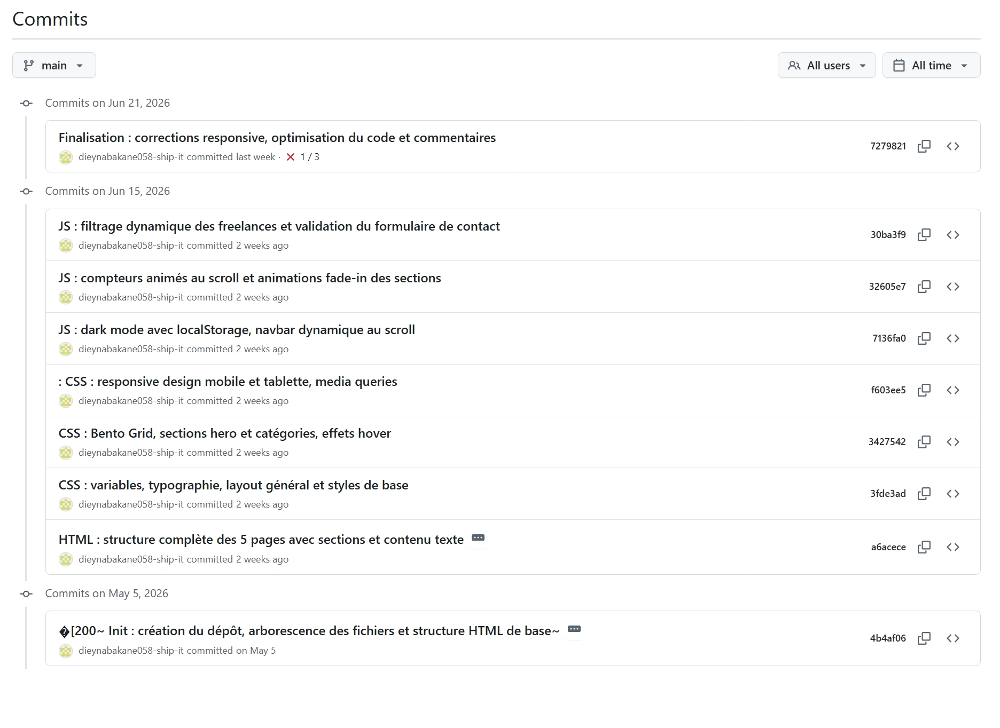 Commits
main
All users
All time
Commits on Jun 21, 2026
Finalisation : corrections responsive, optimisation du code et commentaires
7279821
dieynabakane058-ship-it committed last week · 1 / 3
Commits on Jun 15, 2026
JS : filtrage dynamique des freelances et validation du formulaire de contact
30ba3f9
dieynabakane058-ship-it committed 2 weeks ago
JS : compteurs animés au scroll et animations fade-in des sections
32605e7
dieynabakane058-ship-it committed 2 weeks ago
JS : dark mode avec localStorage, navbar dynamique au scroll
7136fa0
dieynabakane058-ship-it committed 2 weeks ago
: CSS : responsive design mobile et tablette, media queries
f603ee5
dieynabakane058-ship-it committed 2 weeks ago
CSS : Bento Grid, sections hero et catégories, effets hover
3427542
dieynabakane058-ship-it committed 2 weeks ago
CSS : variables, typographie, layout général et styles de base
3fde3ad
dieynabakane058-ship-it committed 2 weeks ago
HTML : structure complète des 5 pages avec sections et contenu texte
a6acece
dieynabakane058-ship-it committed 2 weeks ago
Commits on May 5, 2026
�[200~ Init : création du dépôt, arborescence des fichiers et structure HTML de base~
4b4af06
dieynabakane058-ship-it committed on May 5